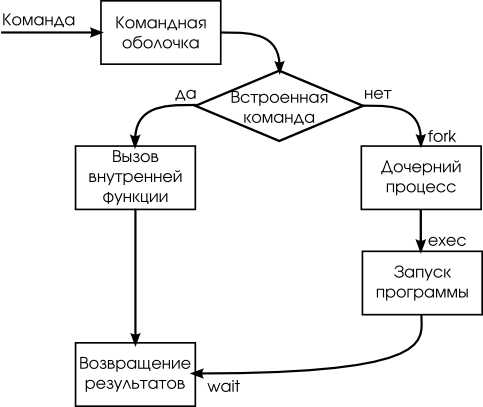 Команда
Командная
оболочка
Встроенная
команда
да
нет
fork
Вызов
внутренней
функции
Дочерний
процесс
exec
Запуск
программы
Возвращение
результатов
wait